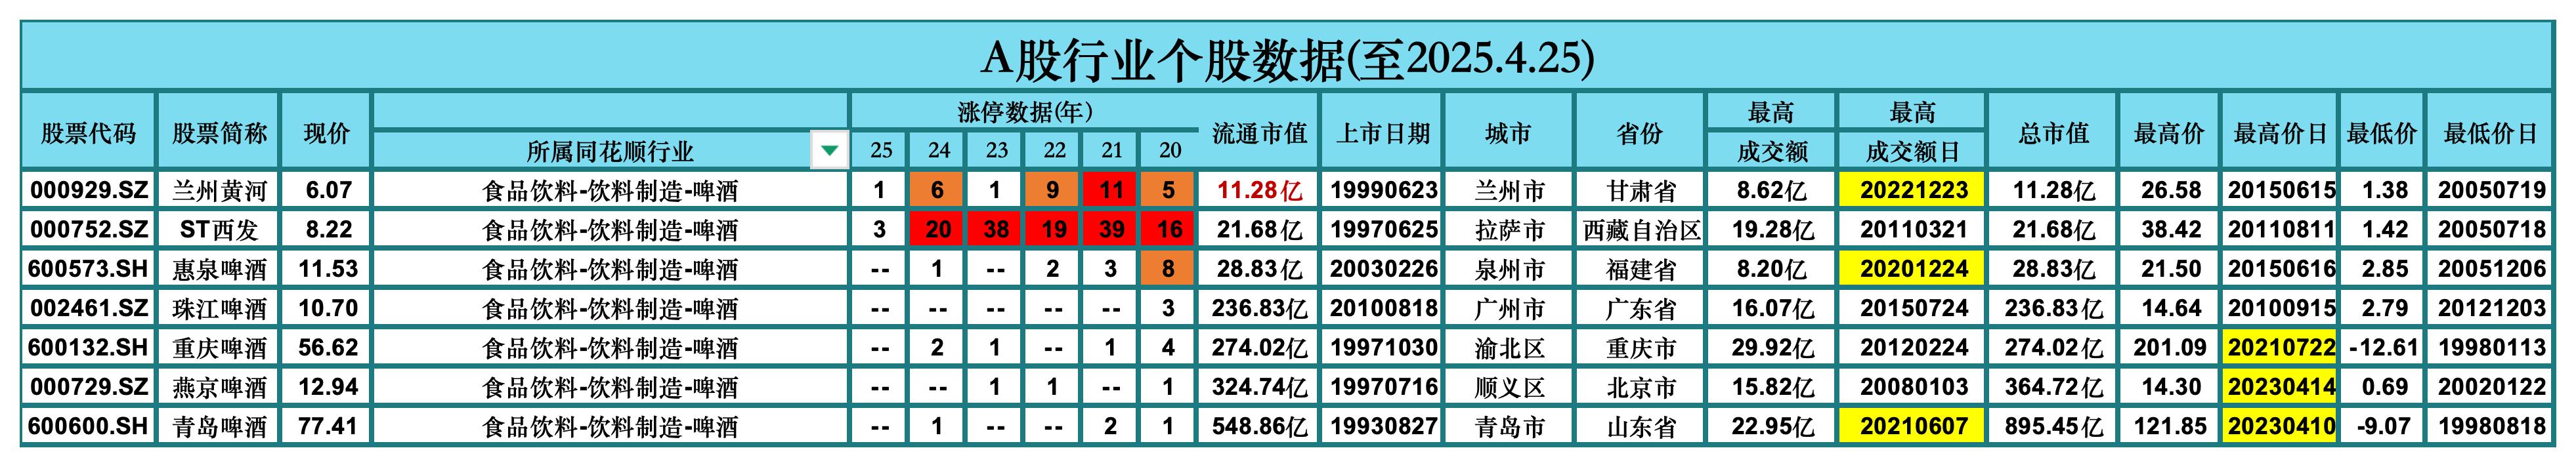 A股行业个股数据(至2025.4.25)
股票代码 股票简称 现价 所属同花顺行业 涨停数据(年) 25 24 23 22 21 20 流通市值 上市日期 城市 省份 最高成交额 最高成交额日 总市值 最高价 最高价日 最低价 最低价日
000929.SZ 兰州黄河 6.07 食品饮料-饮料制造-啤酒 1 6 1 9 11 5 11.28亿 19990623 兰州市 甘肃省 8.62亿 20221223 11.28亿 26.58 20150615 1.38 20050719
000752.SZ ST西发 8.22 食品饮料-饮料制造-啤酒 3 20 38 19 39 16 21.68亿 19970625 拉萨市 西藏自治区 19.28亿 20110321 21.68亿 38.42 20110811 1.42 20050718
600573.SH 惠泉啤酒 11.53 食品饮料-饮料制造-啤酒 -- 1 -- 2 3 8 28.83亿 20030226 泉州市 福建省 8.20亿 20201224 28.83亿 21.50 20150616 2.85 20051206
002461.SZ 珠江啤酒 10.70 食品饮料-饮料制造-啤酒 -- -- -- -- -- 3 236.83亿 20100818 广州市 广东省 16.07亿 20150724 236.83亿 14.64 20100915 2.79 20121203
600132.SH 重庆啤酒 56.62 食品饮料-饮料制造-啤酒 -- 2 1 -- 1 4 274.02亿 19971030 渝北区 重庆市 29.92亿 20120224 274.02亿 201.09 20210722 -12.61 19980113
000729.SZ 燕京啤酒 12.94 食品饮料-饮料制造-啤酒 -- -- 1 1 -- 1 324.74亿 19970716 顺义区 北京市 15.82亿 20080103 364.72亿 14.30 20230414 0.69 20020122
600600.SH 青岛啤酒 77.41 食品饮料-饮料制造-啤酒 -- 1 -- -- 2 1 548.86亿 19930827 青岛市 山东省 22.95亿 20210607 895.45亿 121.85 20230410 -9.07 19980818